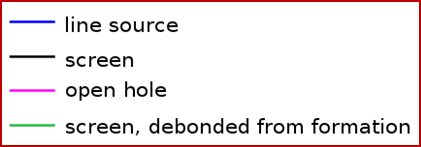 line source
screen
open hole
screen, debonded from formation